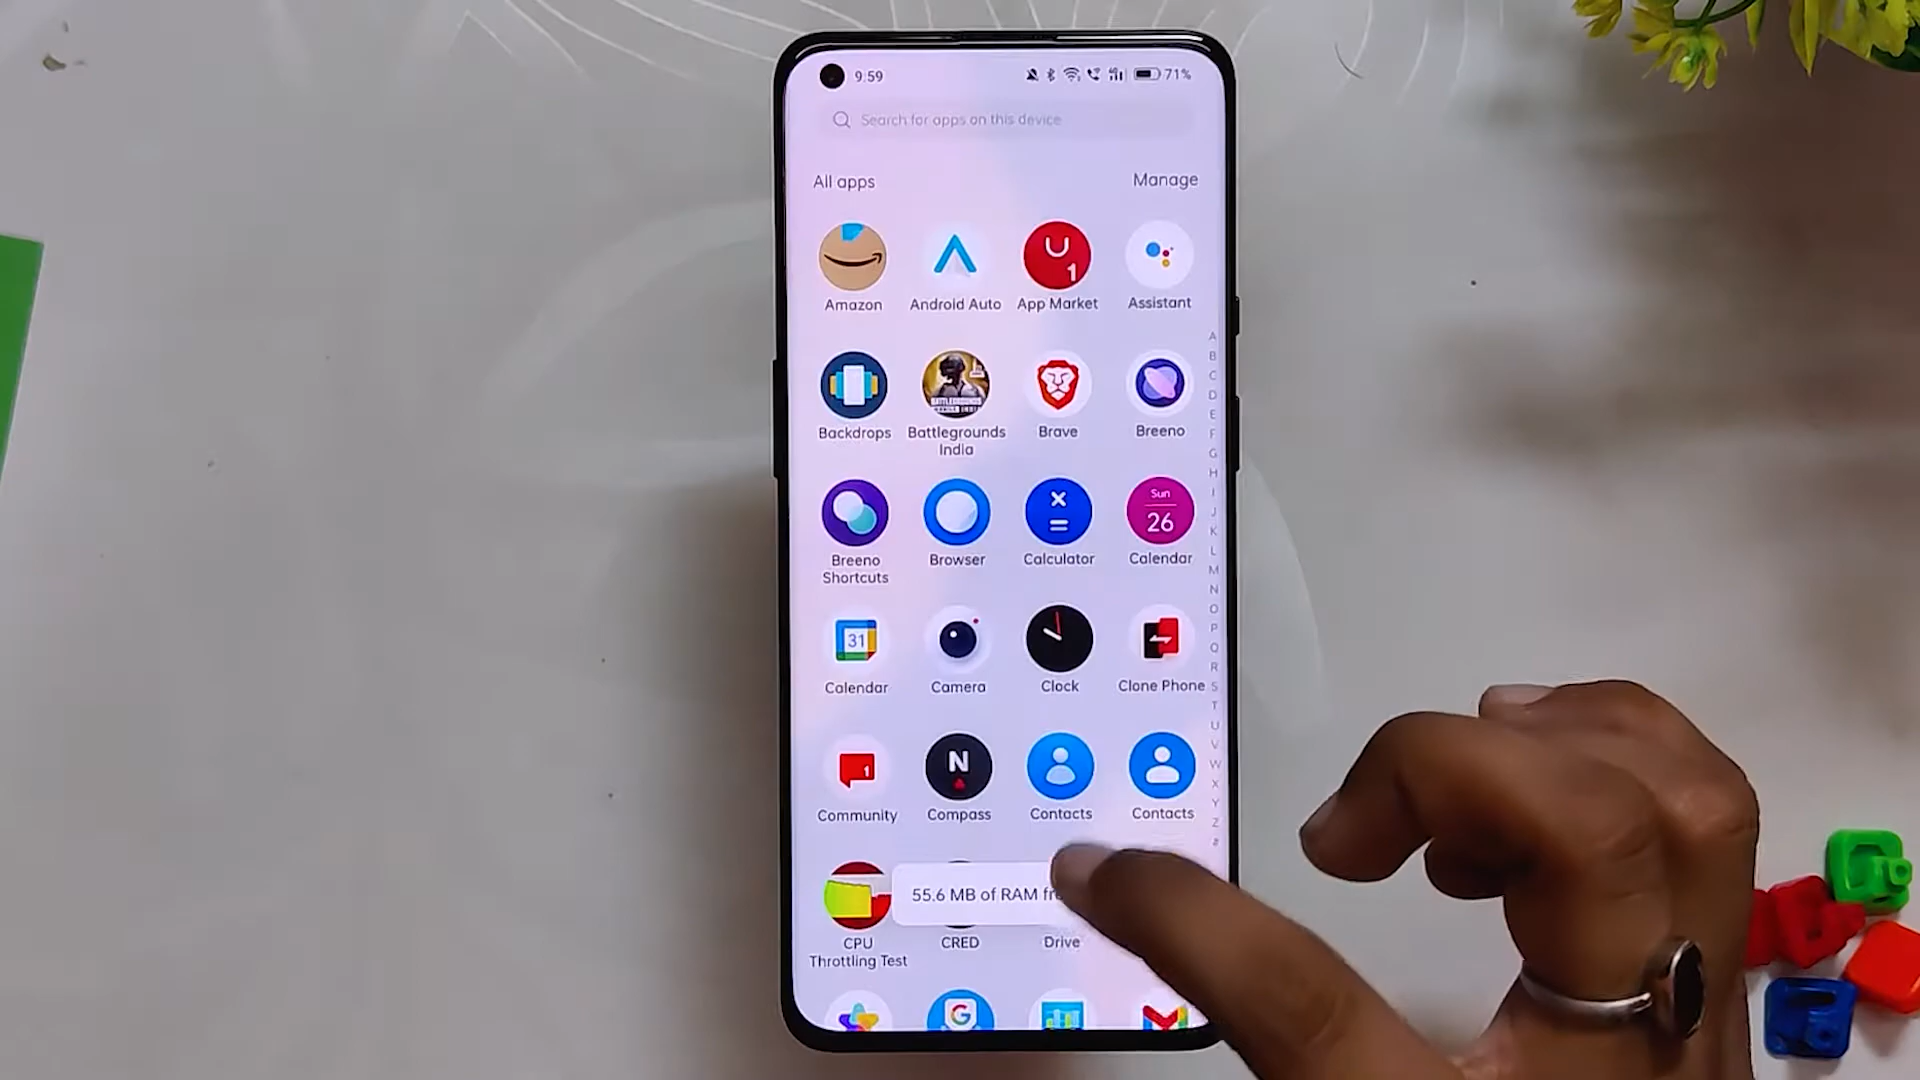 9:59
71%
Search for apps on this device
All apps
Manage
Amazon
Android Auto
1
App Market
Assistant
Backdrops
Battlegrounds
India
Brave
Breeno
Breeno
Shortcuts
Browser
Calculator
Sun
26
Calendar
31
Calendar
Camera
Clock
Clone Phone
1
Community
N
Compass
Contacts
Contacts
55.6 MB of RAM
CPU
Throttling Test
CRED
Drive
G
A
B
C
D
E
F
G
H
I
J
K
L
M
N
O
P
Q
R
S
T
U
V
W
X
Y
Z
#